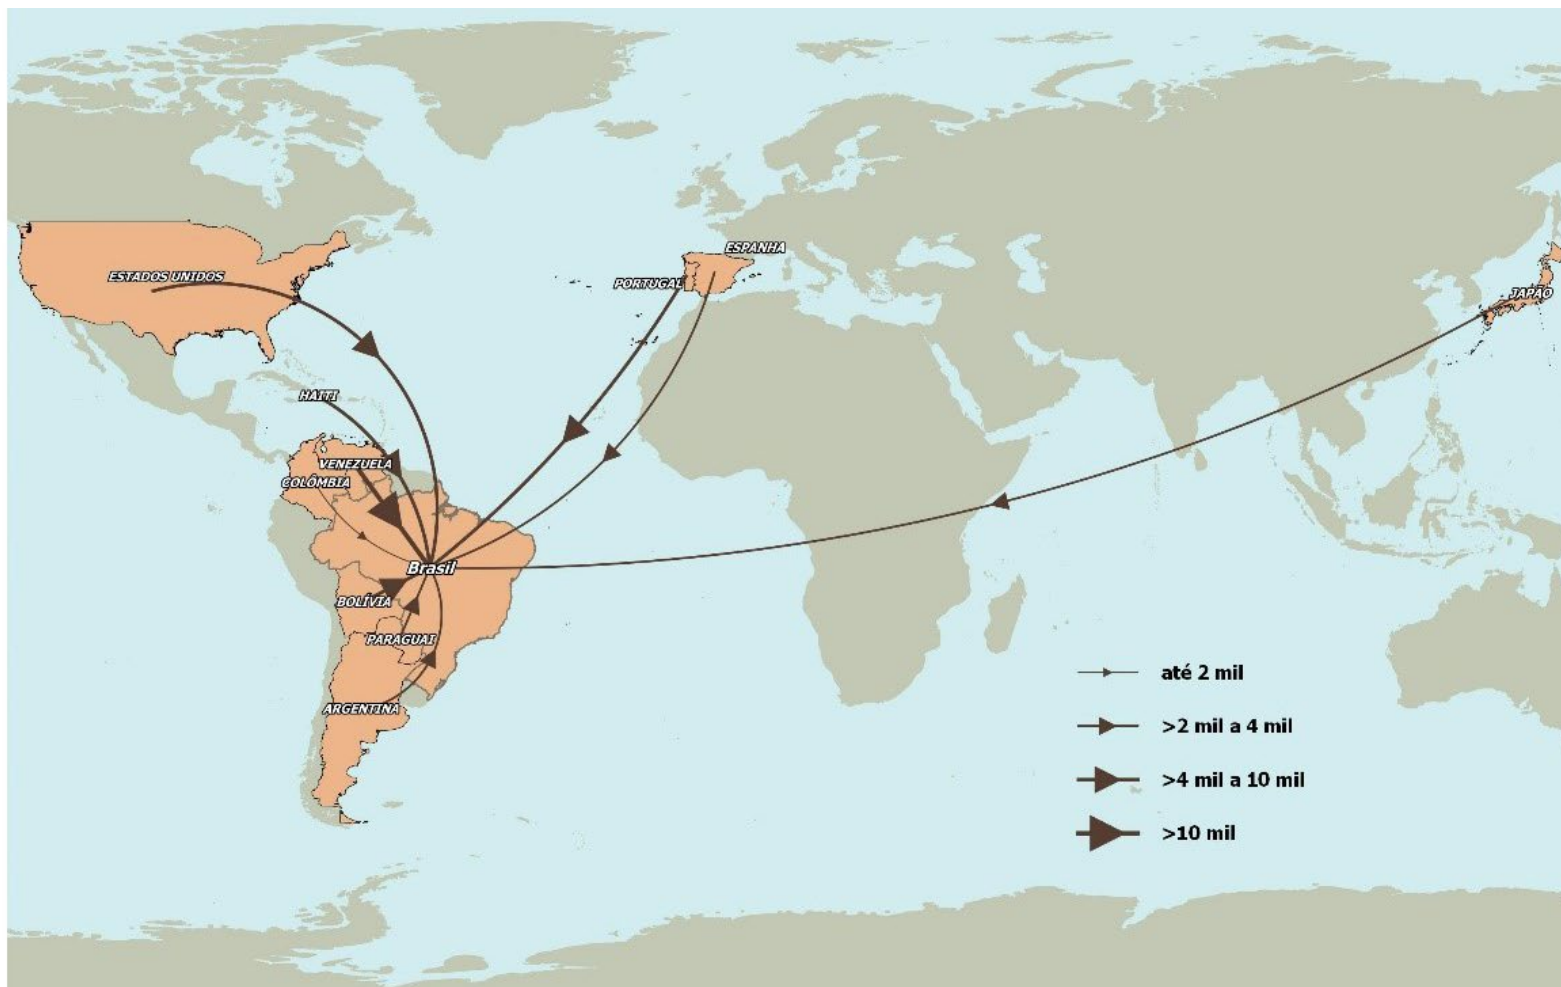 ESPANHA
ESTADOS UNIDOS
PORTUGAL
JAPÃO
HAITI
VENEZUELA
COLÔMBIA
Brasil
BOLÍVIA
PARAGUAI
ARGENTINA
até 2 mil
>2 mil a 4 mil
>4 mil a 10 mil
>10 mil